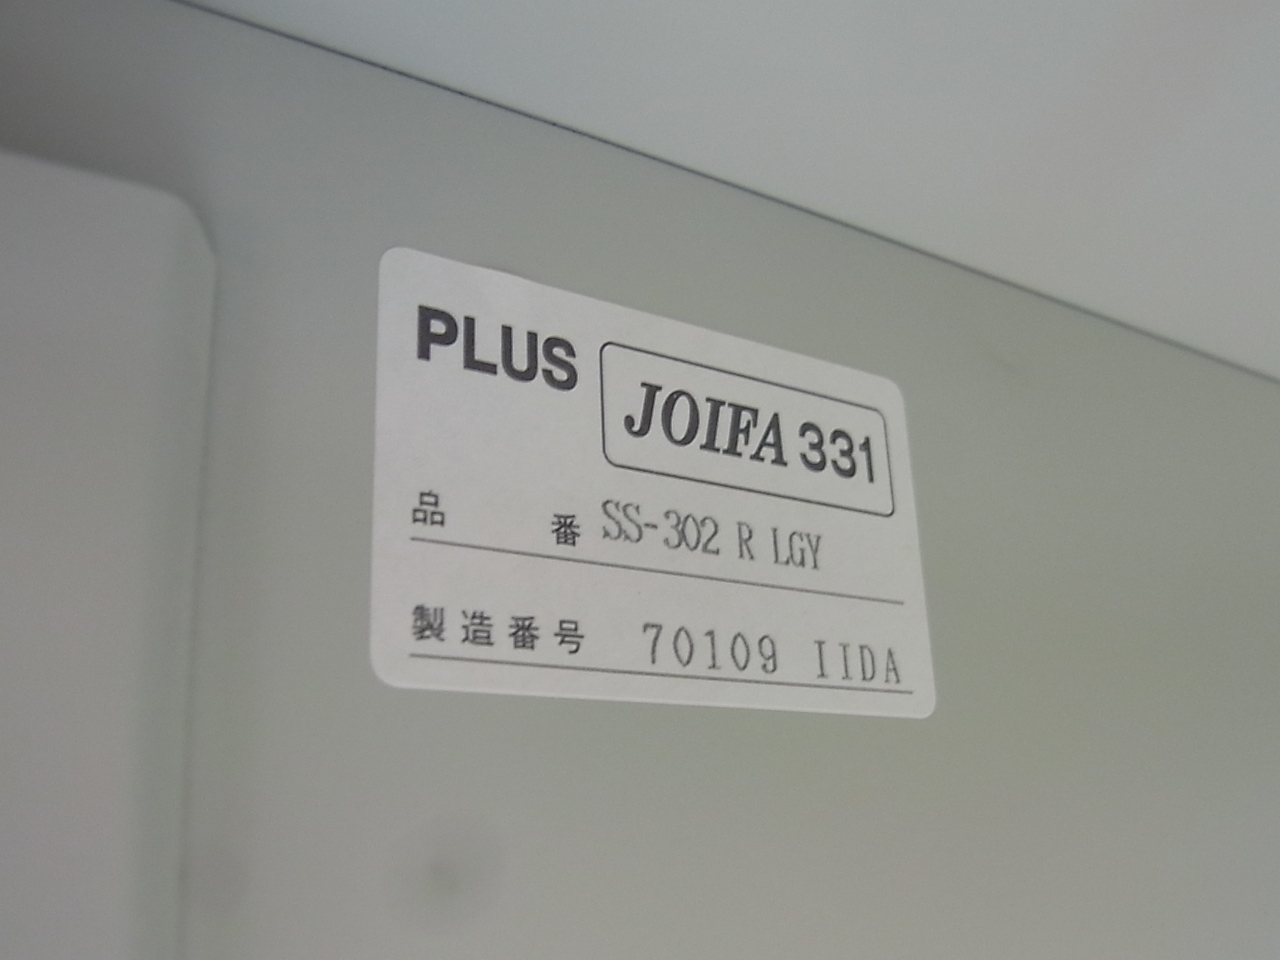 PLUS JOIFA 331
品番 SS-302 R LGY
製造番号 70109 IIDA